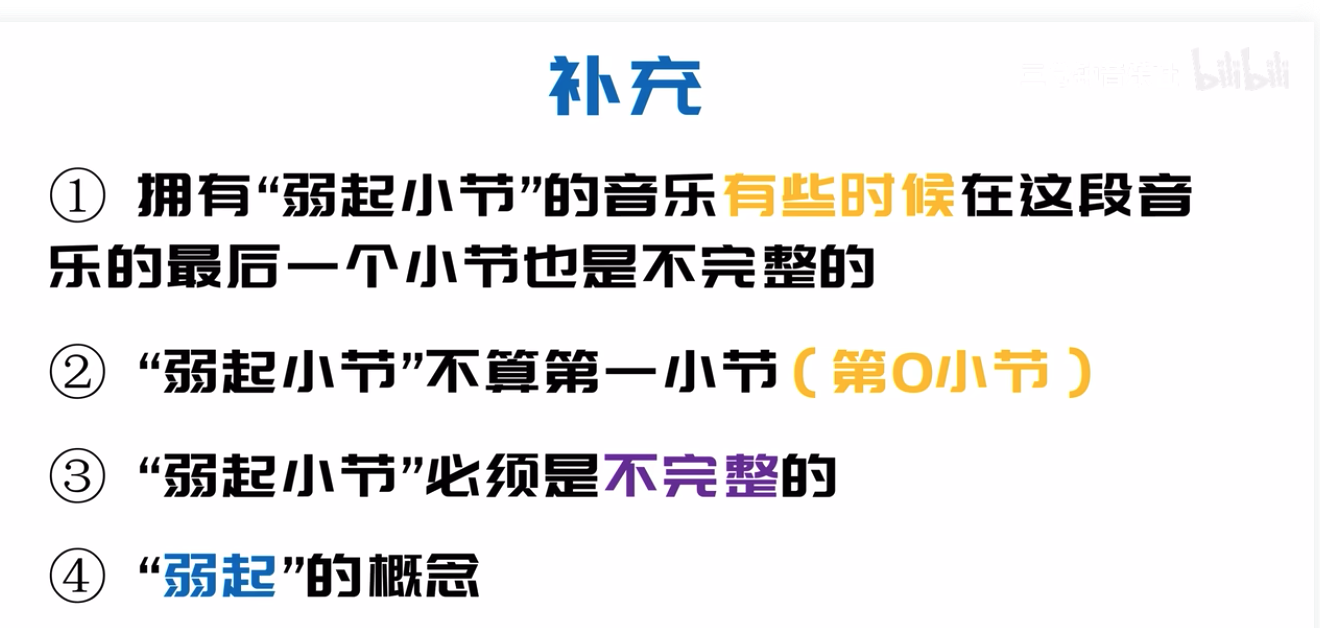 补充
bilibili
① 拥有“弱起小节”的音乐有些时候在这段音
乐的最后一个小节也是不完整的
② “弱起小节”不算第一小节(第0小节)
③ “弱起小节”必须是不完整的
④ “弱起”的概念